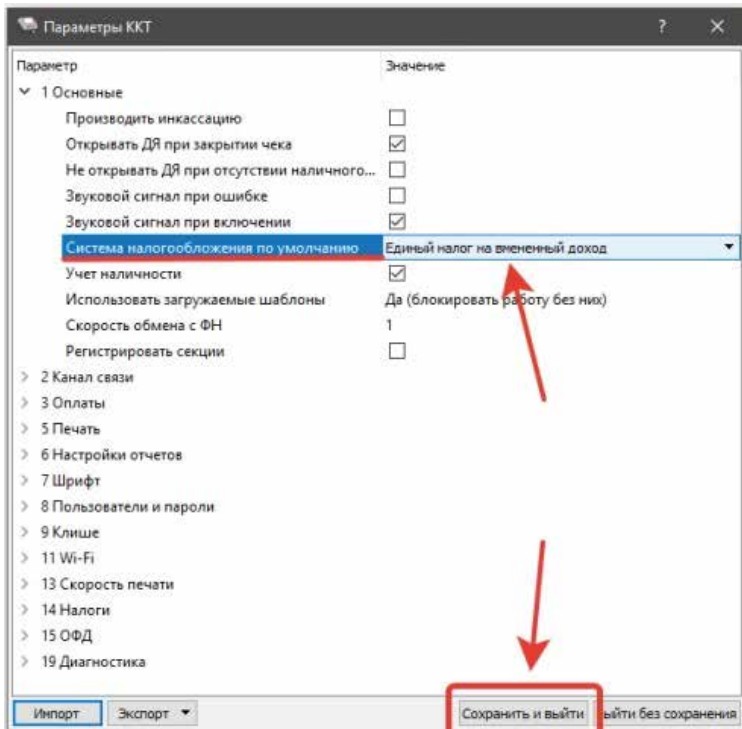 Параметры ККТ
Параметр Значение
1 Основные
Производить инкассацию
Открывать ДЯ при закрытии чека
Не открывать ДЯ при отсутствии наличного...
Звуковой сигнал при ошибке
Звуковой сигнал при включении
Система налогообложения по умолчанию Единый налог на вмененный доход
Учет наличности
Использовать загружаемые шаблоны Да (блокировать работу без них)
Скорость обмена с ФН 1
Регистрировать секции
2 Канал связи
3 Оплаты
5 Печать
6 Настройки отчетов
7 Шрифт
8 Пользователи и пароли
9 Клише
11 Wi-Fi
13 Скорость печати
14 Налоги
15 ОФД
19 Диагностика
Импорт Экспорт Сохранить и выйти ыйти без сохранения